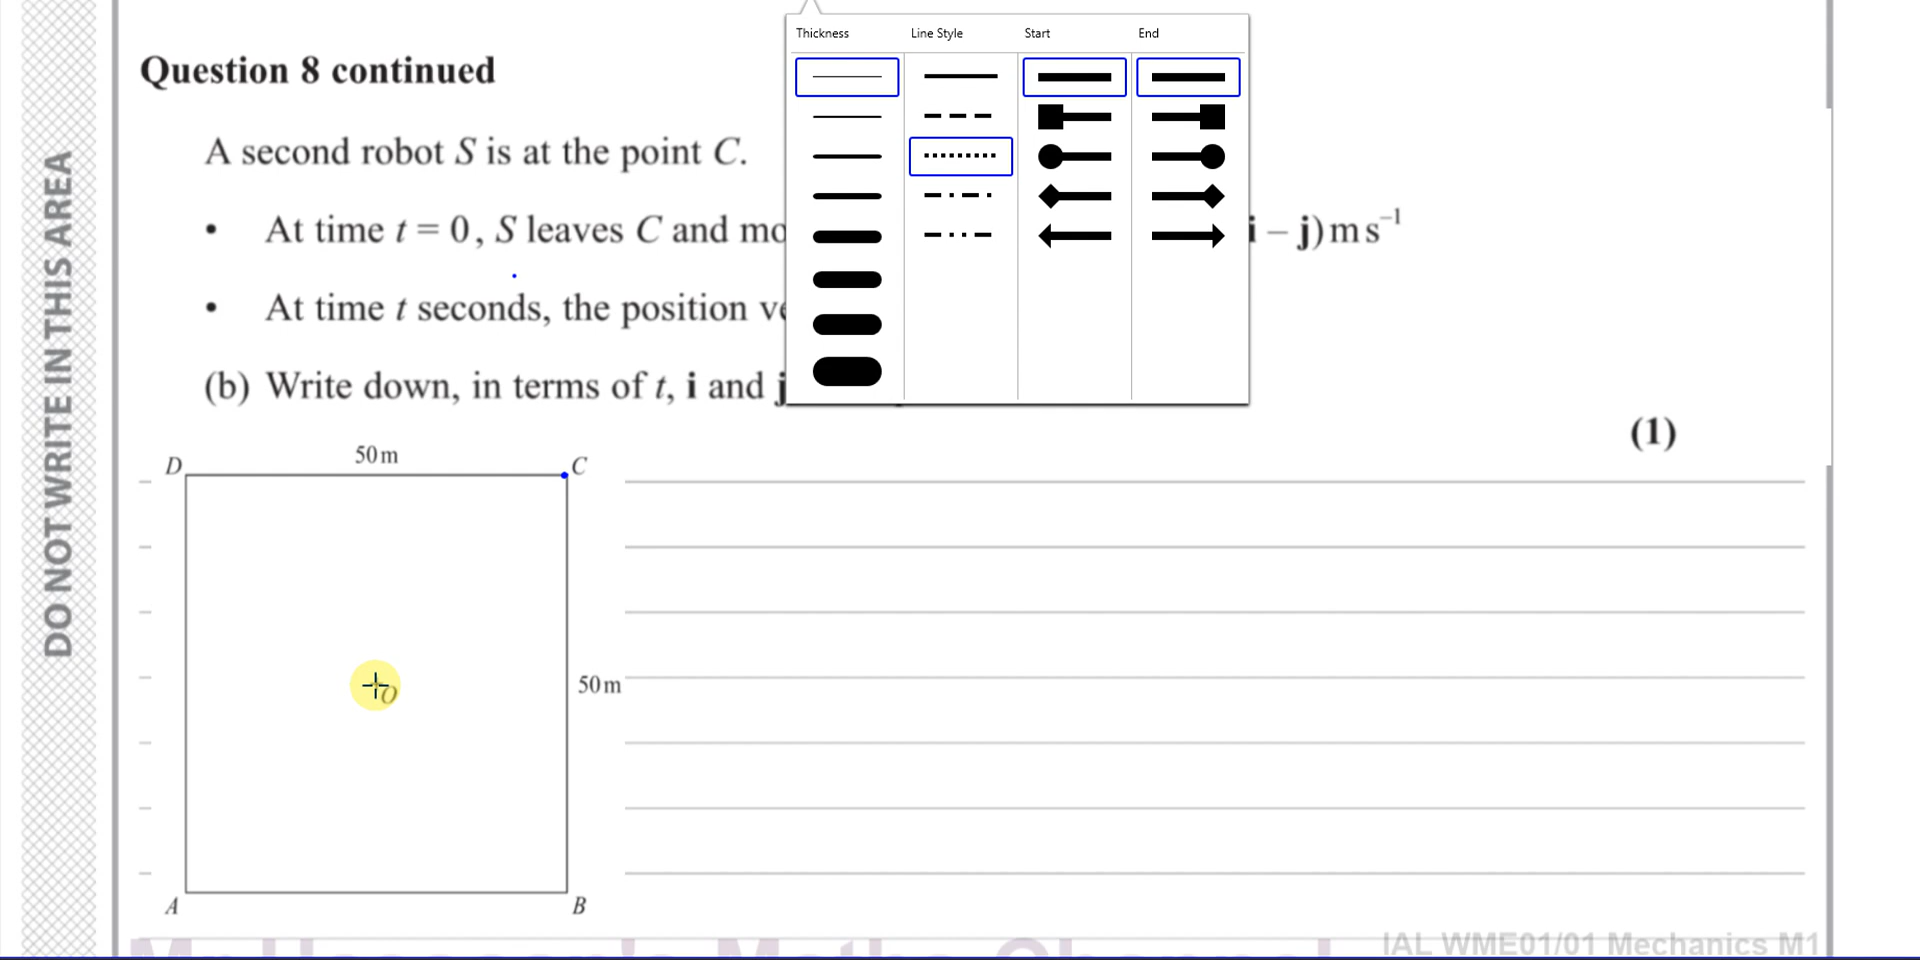 Thickness Line Style Start End
Question 8 continued
A second robot S is at the point C.
• At time t = 0, S leaves C and mo i – j) m s⁻¹
• At time t seconds, the position ve
(b) Write down, in terms of t, i and j
(1)
D 50 m C
O
50 m
A B
DO NOT WRITE IN THIS AREA
IAL WME01/01 Mechanics M1